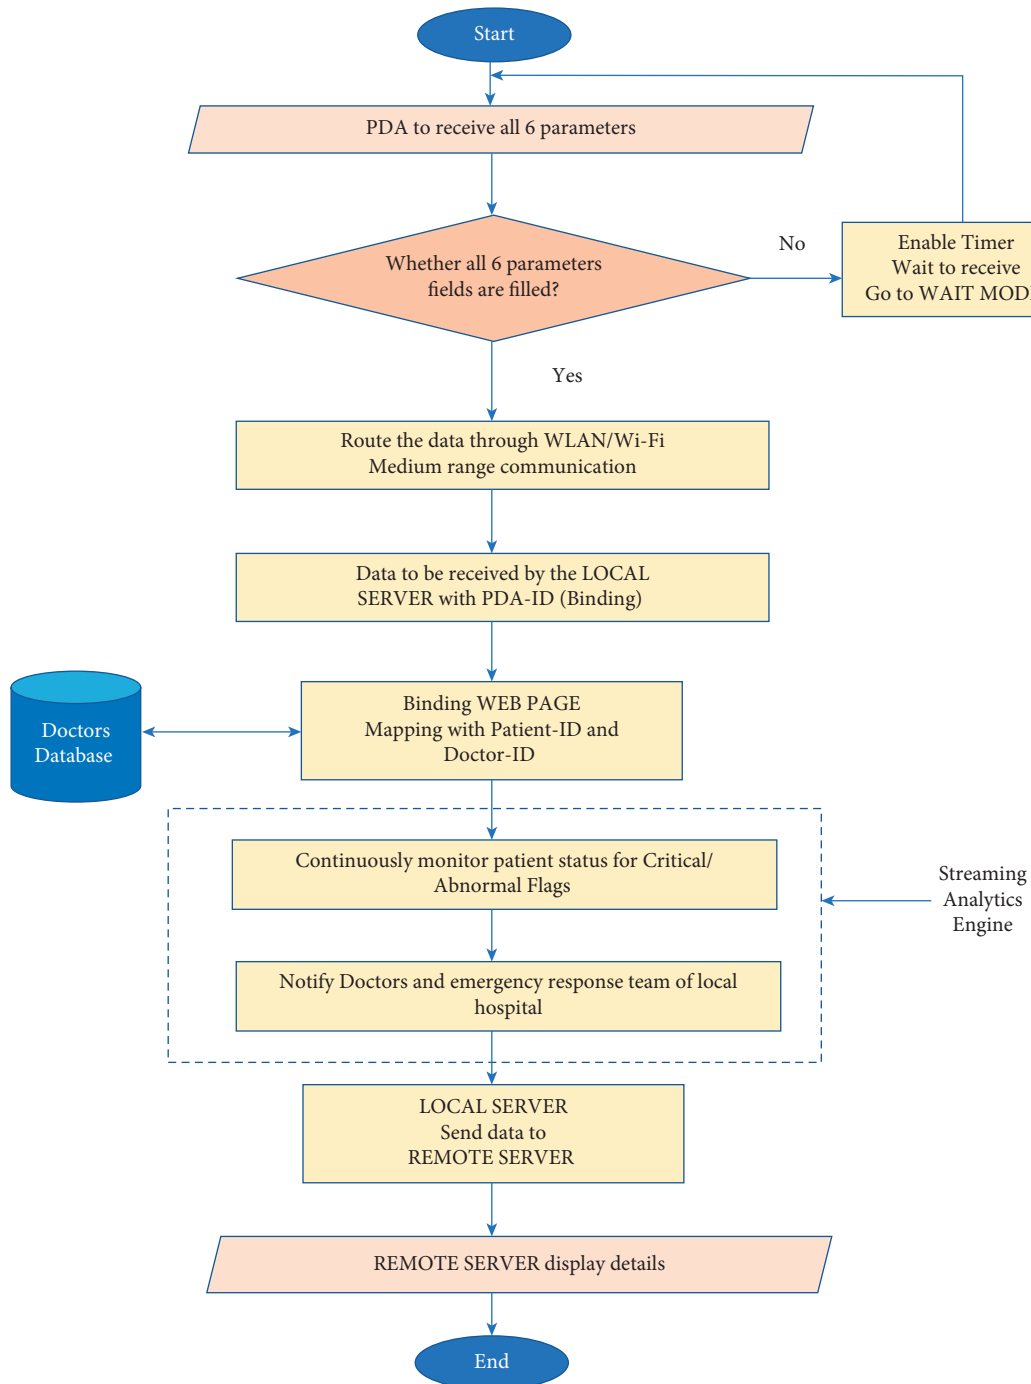 Start
PDA to receive all 6 parameters
Whether all 6 parameters
fields are filled?
No
Enable Timer
Wait to receive
Go to WAIT
Yes
Route the data through WLAN/Wi-Fi
Medium range communication
Data to be received by the LOCAL
SERVER with PDA-ID (Binding)
Doctors
Database
Binding WEB PAGE
Mapping with Patient-ID and
Doctor-ID
Continuously monitor patient status for Critical/
Abnormal Flags
Streaming
Analytics
Engine
Notify Doctors and emergency response team of local
hospital
LOCAL SERVER
Send data to
REMOTE SERVER
REMOTE SERVER display details
End